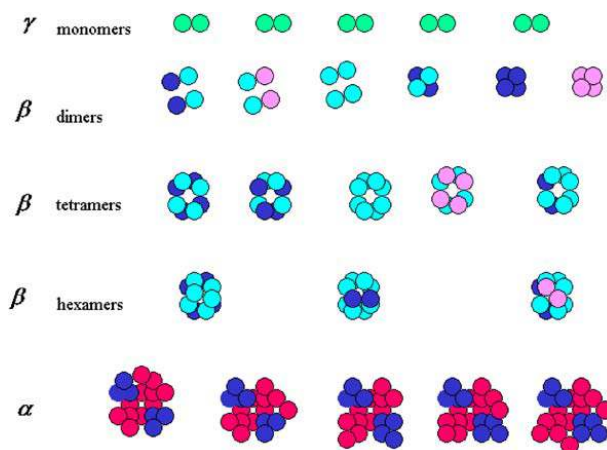 γ monomers
β dimers
β tetramers
β hexamers
α